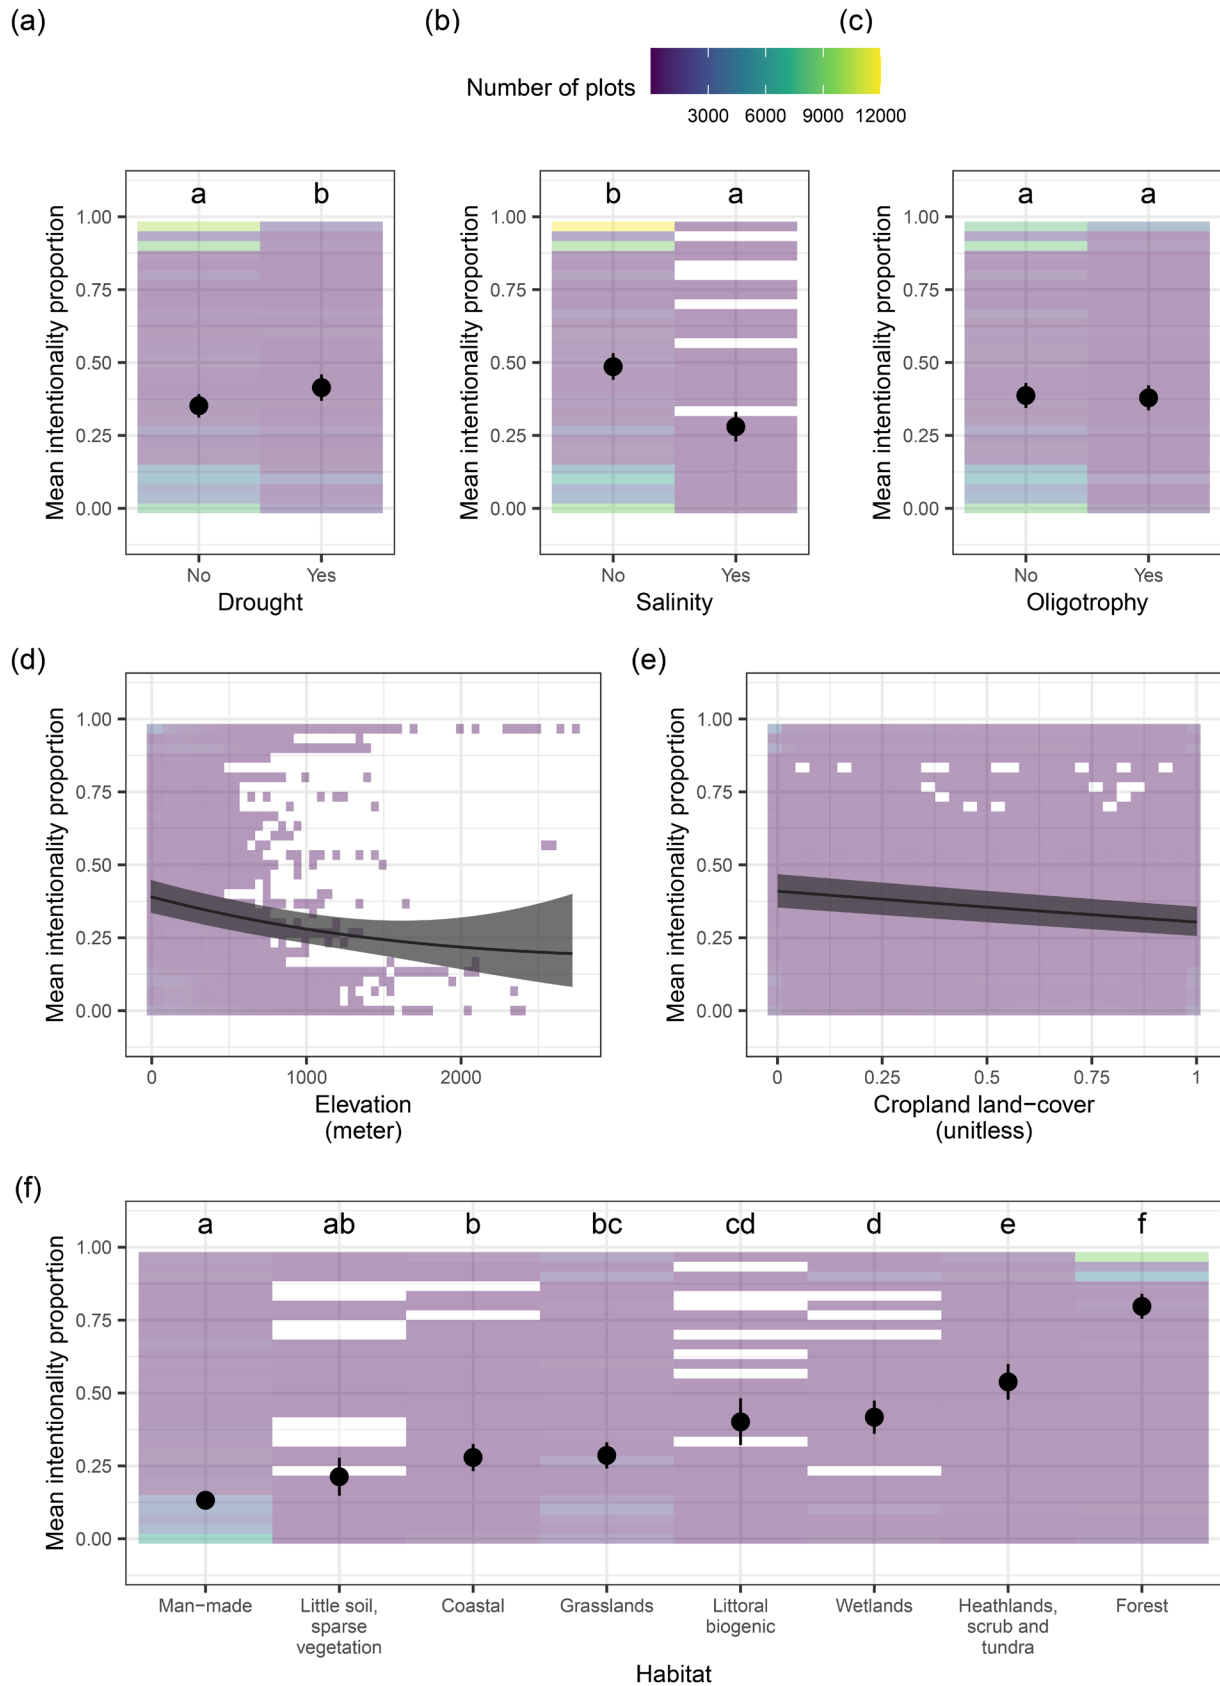 (a)
(b)
(c)
Number of plots
3000 6000 9000 12000
a b
Mean intentionality proportion
1.00
0.75
0.50
0.25
0.00
No Yes
Drought
b a
Mean intentionality proportion
1.00
0.75
0.50
0.25
0.00
No Yes
Salinity
a a
Mean intentionality proportion
1.00
0.75
0.50
0.25
0.00
No Yes
Oligotrophy
(d)
Mean intentionality proportion
1.00
0.75
0.50
0.25
0.00
0 1000 2000
Elevation
(meter)
(e)
Mean intentionality proportion
1.00
0.75
0.50
0.25
0.00
0 0.25 0.5 0.75 1
Cropland land−cover
(unitless)
(f)
a ab b bc cd d e f
Mean intentionality proportion
1.00
0.75
0.50
0.25
0.00
Man−made
Little soil,
sparse
vegetation
Coastal
Grasslands
Littoral
biogenic
Wetlands
Heathlands,
scrub and
tundra
Forest
Habitat